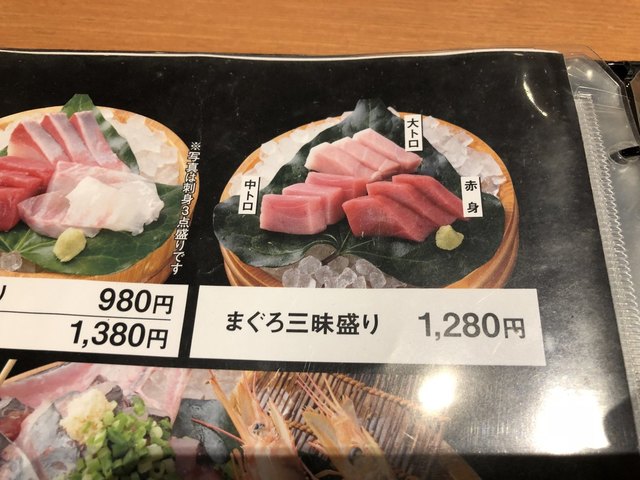 ※写真は刺身3点盛りです
り 980円
1,380円
大トロ
中トロ
赤身
まぐろ三昧盛り 1,280円